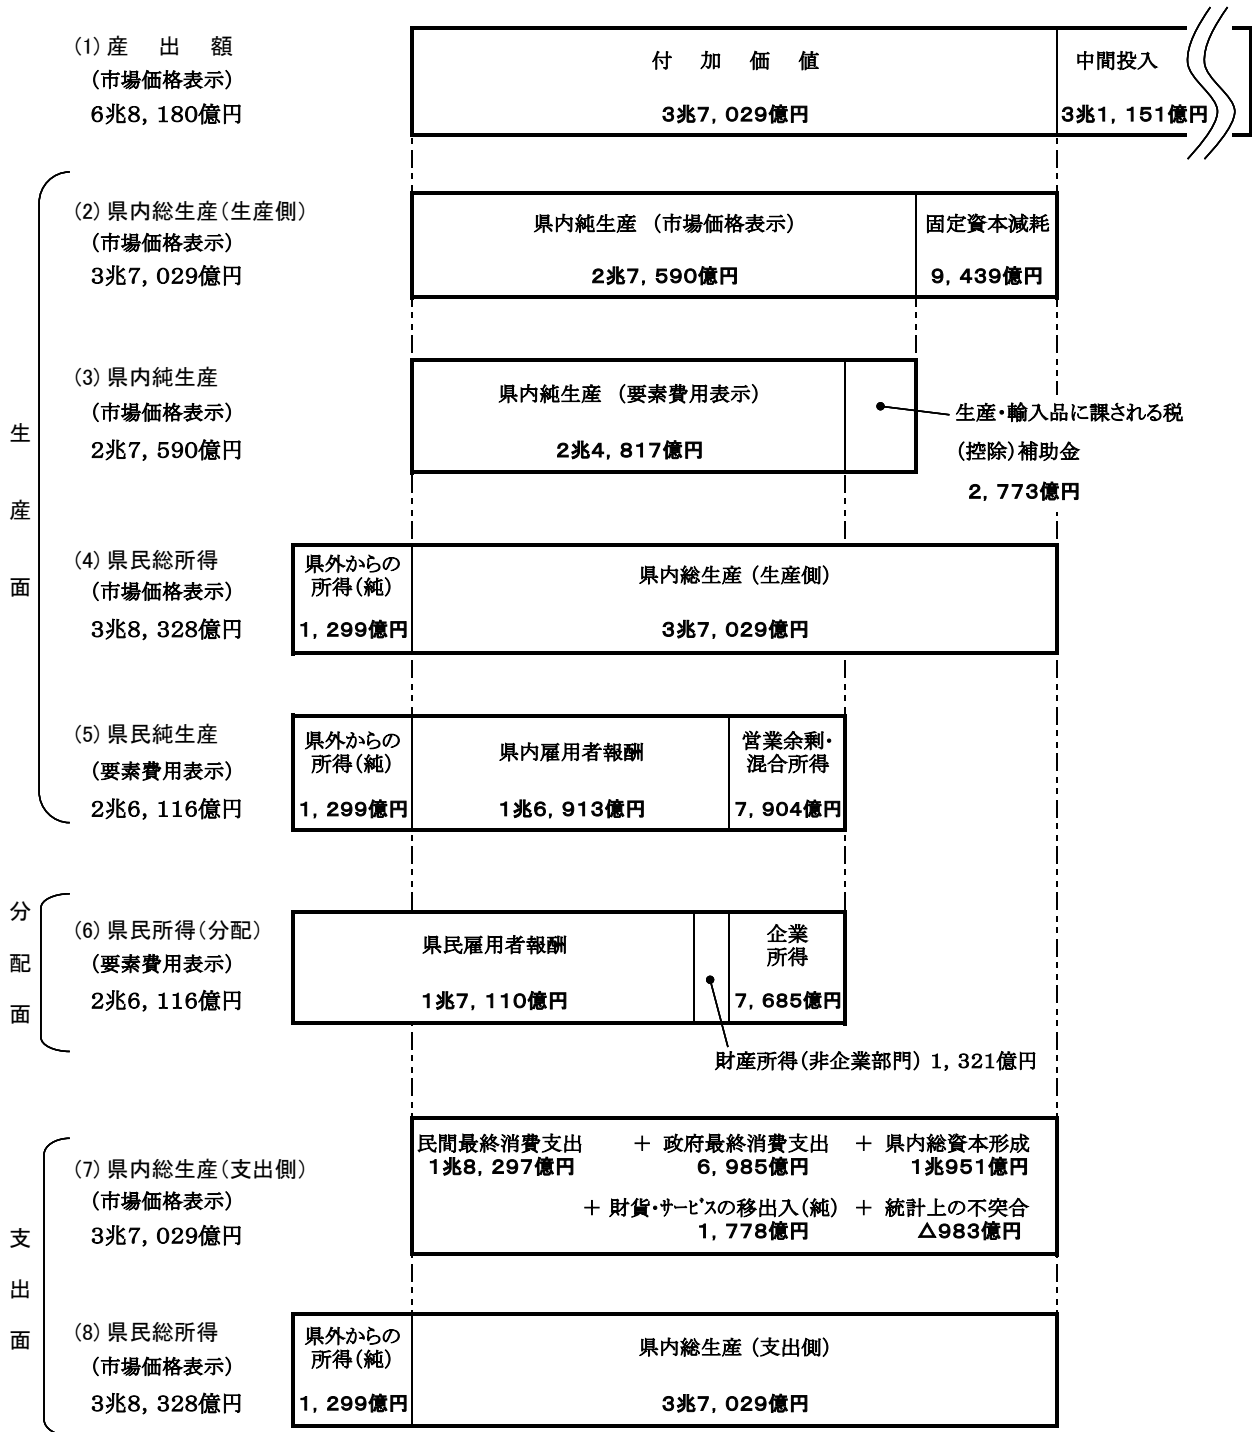 (1) 産　出　額
(市場価格表示)
6兆8, 180億円
付　加　価　値
3兆7, 029億円
中間投入
3兆1, 151億円
生産面
(2) 県内総生産(生産側)
(市場価格表示)
3兆7, 029億円
県内純生産 (市場価格表示)
2兆7, 590億円
固定資本減耗
9, 439億円
(3) 県内純生産
(市場価格表示)
2兆7, 590億円
県内純生産 (要素費用表示)
2兆4, 817億円
生産・輸入品に課される税
(控除)補助金
2, 773億円
(4) 県民総所得
(市場価格表示)
3兆8, 328億円
県外からの
所得(純)
1, 299億円
県内総生産 (生産側)
3兆7, 029億円
(5) 県民純生産
(要素費用表示)
2兆6, 116億円
県外からの
所得(純)
1, 299億円
県内雇用者報酬
1兆6, 913億円
営業余剰・
混合所得
7, 904億円
分配面
(6) 県民所得(分配)
(要素費用表示)
2兆6, 116億円
県民雇用者報酬
1兆7, 110億円
企業
所得
7, 685億円
財産所得(非企業部門) 1, 321億円
支出面
(7) 県内総生産(支出側)
(市場価格表示)
3兆7, 029億円
民間最終消費支出 ＋ 政府最終消費支出 ＋ 県内総資本形成
1兆8, 297億円 6, 985億円 1兆951億円
＋ 財貨・ｻｰﾋﾞｽの移出入(純) ＋ 統計上の不突合
1, 778億円 △983億円
(8) 県民総所得
(市場価格表示)
3兆8, 328億円
県外からの
所得(純)
1, 299億円
県内総生産 (支出側)
3兆7, 029億円